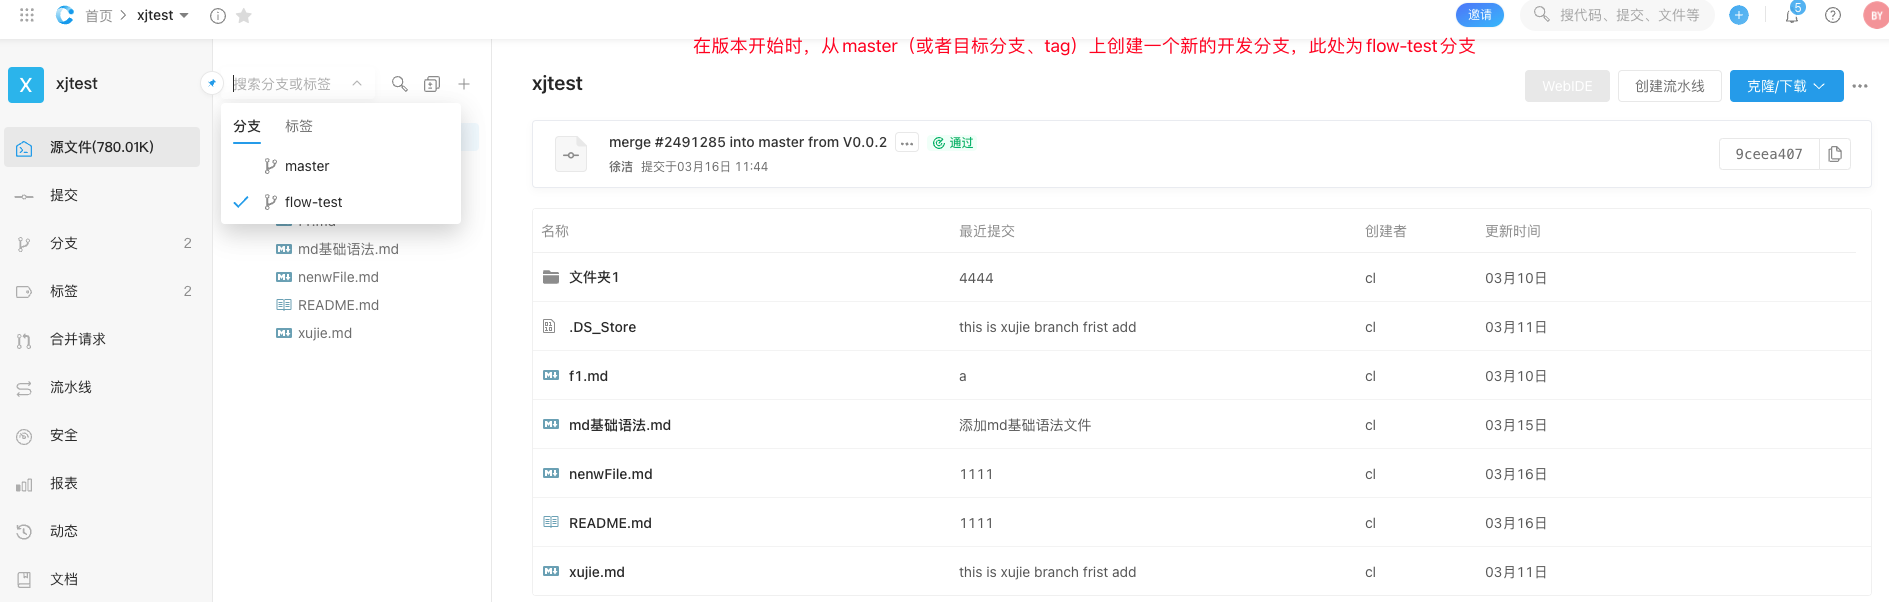 首页 xjtest 邀请 搜代码、提交、文件等 5 BY
在版本开始时，从master（或者目标分支、tag）上创建一个新的开发分支，此处为flow-test分支
X xjtest
源文件(780.01K)
提交
分支 2
标签 2
合并请求
流水线
安全
报表
动态
文档
搜索分支或标签
分支 标签
master
flow-test
md基础语法.md
nenwFile.md
README.md
xujie.md
xjtest WebIDE 创建流水线 克隆/下载
merge #2491285 into master from V0.0.2 ... 通过
徐洁 提交于03月16日 11:44
9ceea407
名称 最近提交 创建者 更新时间
文件夹1 4444 cl 03月10日
.DS_Store this is xujie branch frist add cl 03月11日
f1.md a cl 03月10日
md基础语法.md 添加md基础语法文件 cl 03月15日
nenwFile.md 1111 cl 03月16日
README.md 1111 cl 03月16日
xujie.md this is xujie branch frist add cl 03月11日